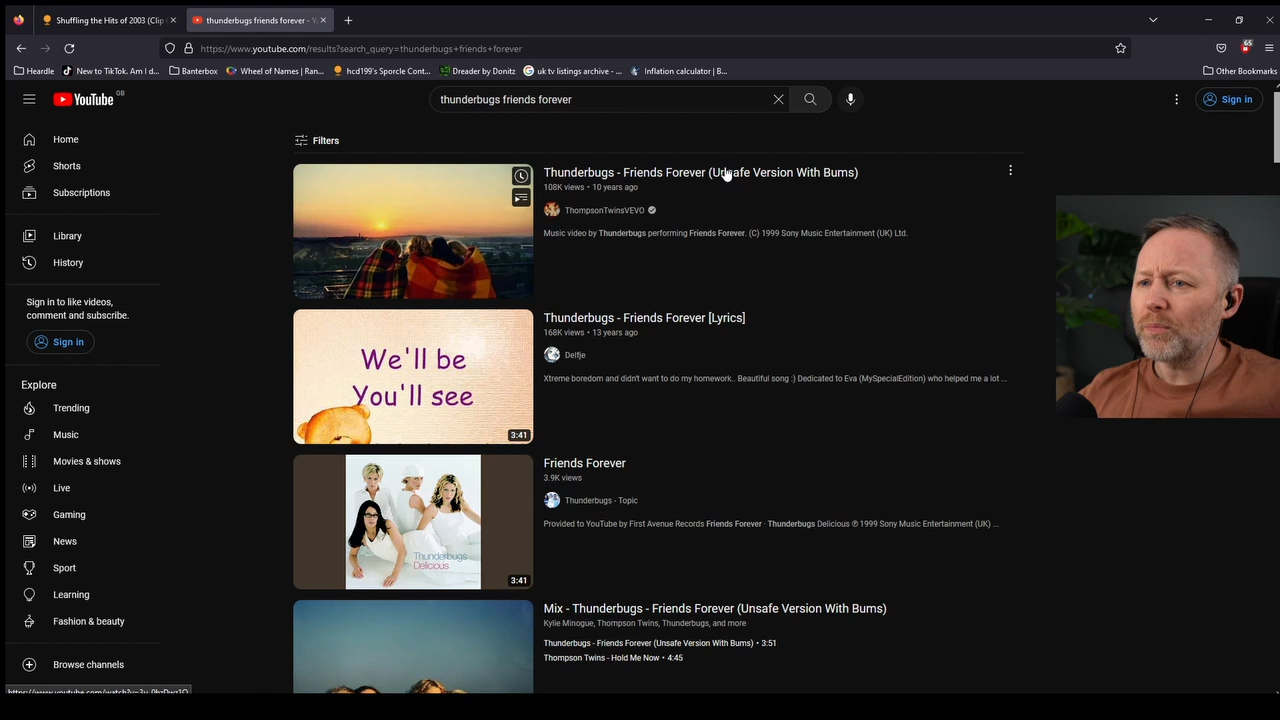 Shuffling the Hits of 2003 (Clip
thunderbugs friends forever - Y
https://www.youtube.com/results?search_query=thunderbugs+friends+forever
65
Heardle
New to TikTok. Am I d...
Banterbox
Wheel of Names | Ran...
hcd199's Sporcle Cont...
Dreader by Donitz
uk tv listings archive - ...
Inflation calculator | B...
Other Bookmarks
YouTube GB
thunderbugs friends forever
Sign in
Home
Shorts
Subscriptions
Library
History
Sign in to like videos,
comment and subscribe.
Sign in
Explore
Trending
Music
Movies & shows
Live
Gaming
News
Sport
Learning
Fashion & beauty
Browse channels
Filters
Thunderbugs - Friends Forever (Unsafe Version With Bums)
108K views • 10 years ago
ThompsonTwinsVEVO
Music video by Thunderbugs performing Friends Forever. (C) 1999 Sony Music Entertainment (UK) Ltd.
We'll be
You'll see
3:41
Thunderbugs - Friends Forever [Lyrics]
168K views • 13 years ago
Delfje
Xtreme boredom and didn't want to do my homework.. Beautiful song :) Dedicated to Eva (MySpecialEdition) who helped me a lot ...
Thunderbugs
Delicious
3:41
Friends Forever
3.9K views
Thunderbugs - Topic
Provided to YouTube by First Avenue Records Friends Forever · Thunderbugs Delicious ℗ 1999 Sony Music Entertainment (UK) ...
Mix - Thunderbugs - Friends Forever (Unsafe Version With Bums)
Kylie Minogue, Thompson Twins, Thunderbugs, and more
Thunderbugs - Friends Forever (Unsafe Version With Bums) • 3:51
Thompson Twins - Hold Me Now • 4:45